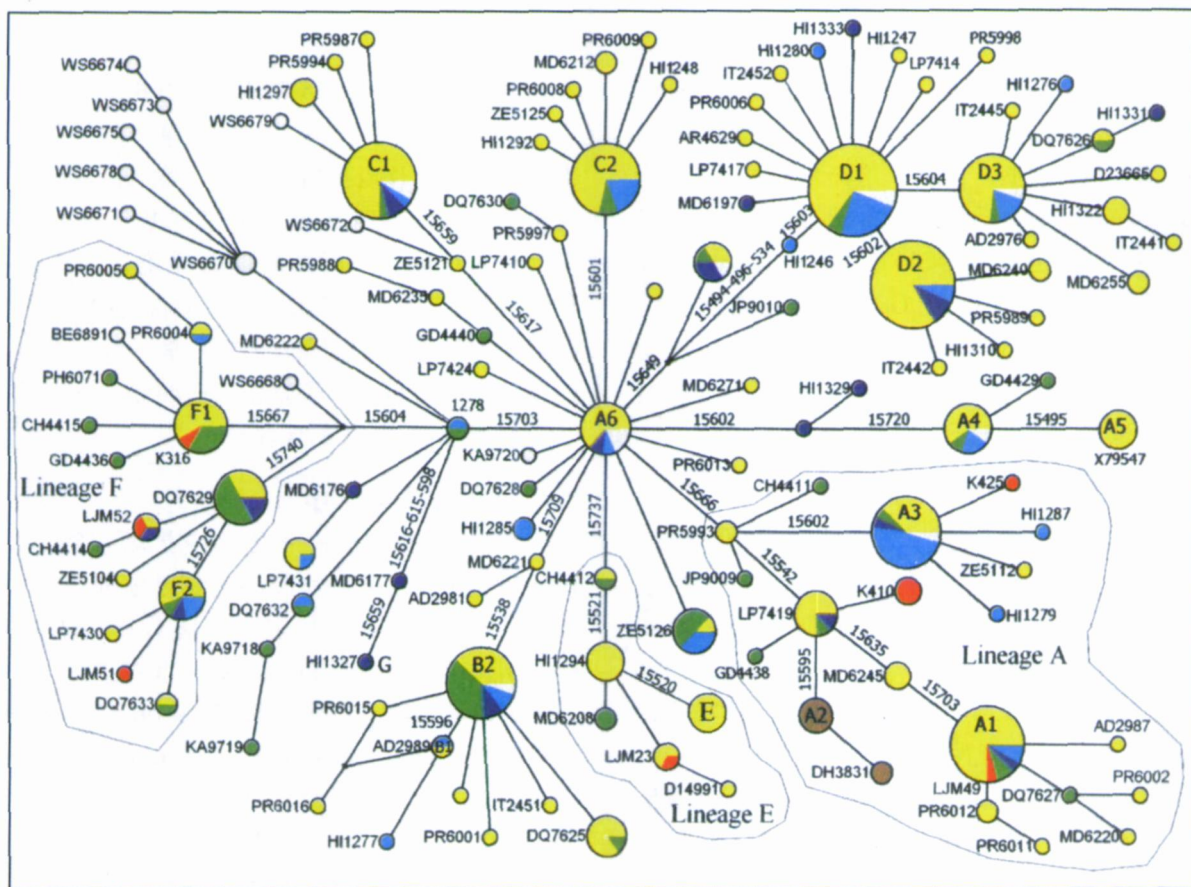 WS6674
WS6673
WS6675
WS6678
WS6671
WS6670
PR5987
PR5994
HI1297
WS6679
C1
WS6672
ZE5121
15659
15617
PR5988
MD6235
GD4440
LP7424
PR6009
MD6212
HI1248
PR6008
ZE5125
HI1292
C2
15601
DQ7630
PR5997
LP7410
HI1333
HI1247
PR5998
HI1280
LP7414
IT2452
PR6006
AR4629
LP7417
MD6197
D1
15604
15603
15602
HI1246
15494-496-534
JP9010
15649
HI1276
IT2445
HI1331
DQ7626
D3
D23665
HI1322
IT2441
AD2976
MD6255
D2
MD6240
PR5989
HI1310
IT2442
PR6005
BE6891
PR6004
PH6071
F1
CH4415
GD4436
K316
Lineage F
MD6222
WS6668
15667
15604
1278
15703
15740
DQ7629
LJM52
CH4414
ZE5104
15726
F2
LP7430
LJM51
DQ7633
A6
MD6271
HI1329
15602
15720
GD4429
A4
15495
A5
X79547
KA9720
DQ7628
HI1285
15709
15737
PR6013
15666
MD6176
15616-615-598
LP7431
MD6177
DQ7632
KA9718
15659
HI1327
G
KA9719
MD6221
AD2981
15538
B2
PR6015
15596
AD2989
B1
PR6016
HI1277
PR6001
IT2451
DQ7625
CH4412
15521
HI1294
15520
E
MD6208
LJM23
D14991
Lineage E
ZE5126
CH4411
PR5993
15602
A3
K425
HI1287
ZE5112
HI1279
JP9009
15542
K410
LP7419
GD4438
15635
Lineage A
15595
MD6245
A2
15703
DH3831
A1
AD2987
LJM49
DQ7627
PR6002
PR6012
PR6011
MD6220